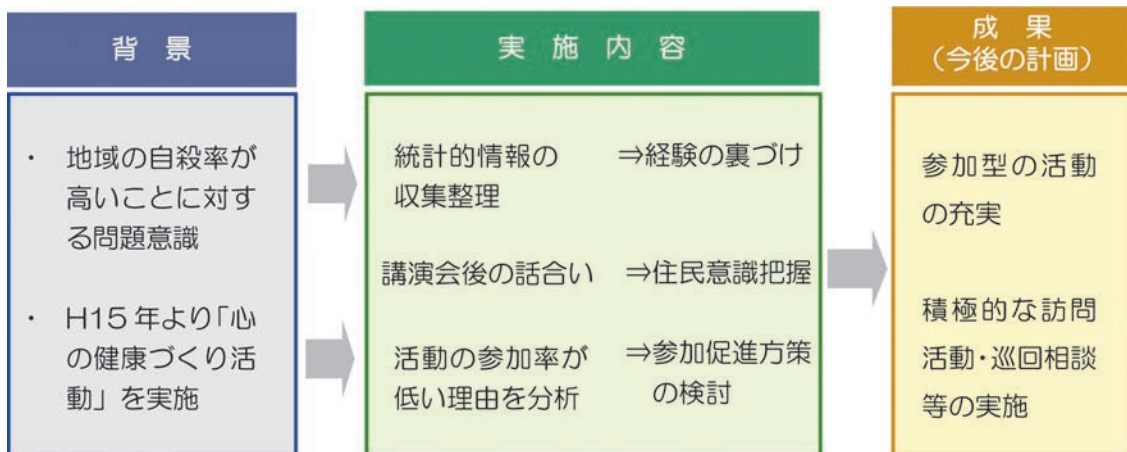 背 景
・ 地域の自殺率が
高いことに対す
る問題意識
・ H15年より「心
の健康づくり活
動」を実施
実 施 内 容
統計的情報の ⇒経験の裏づけ
収集整理
講演会後の話合い ⇒住民意識把握
活動の参加率が ⇒参加促進方策
低い理由を分析 の検討
成 果
（今後の計画）
参加型の活動
の充実
積極的な訪問
活動・巡回相談
等の実施